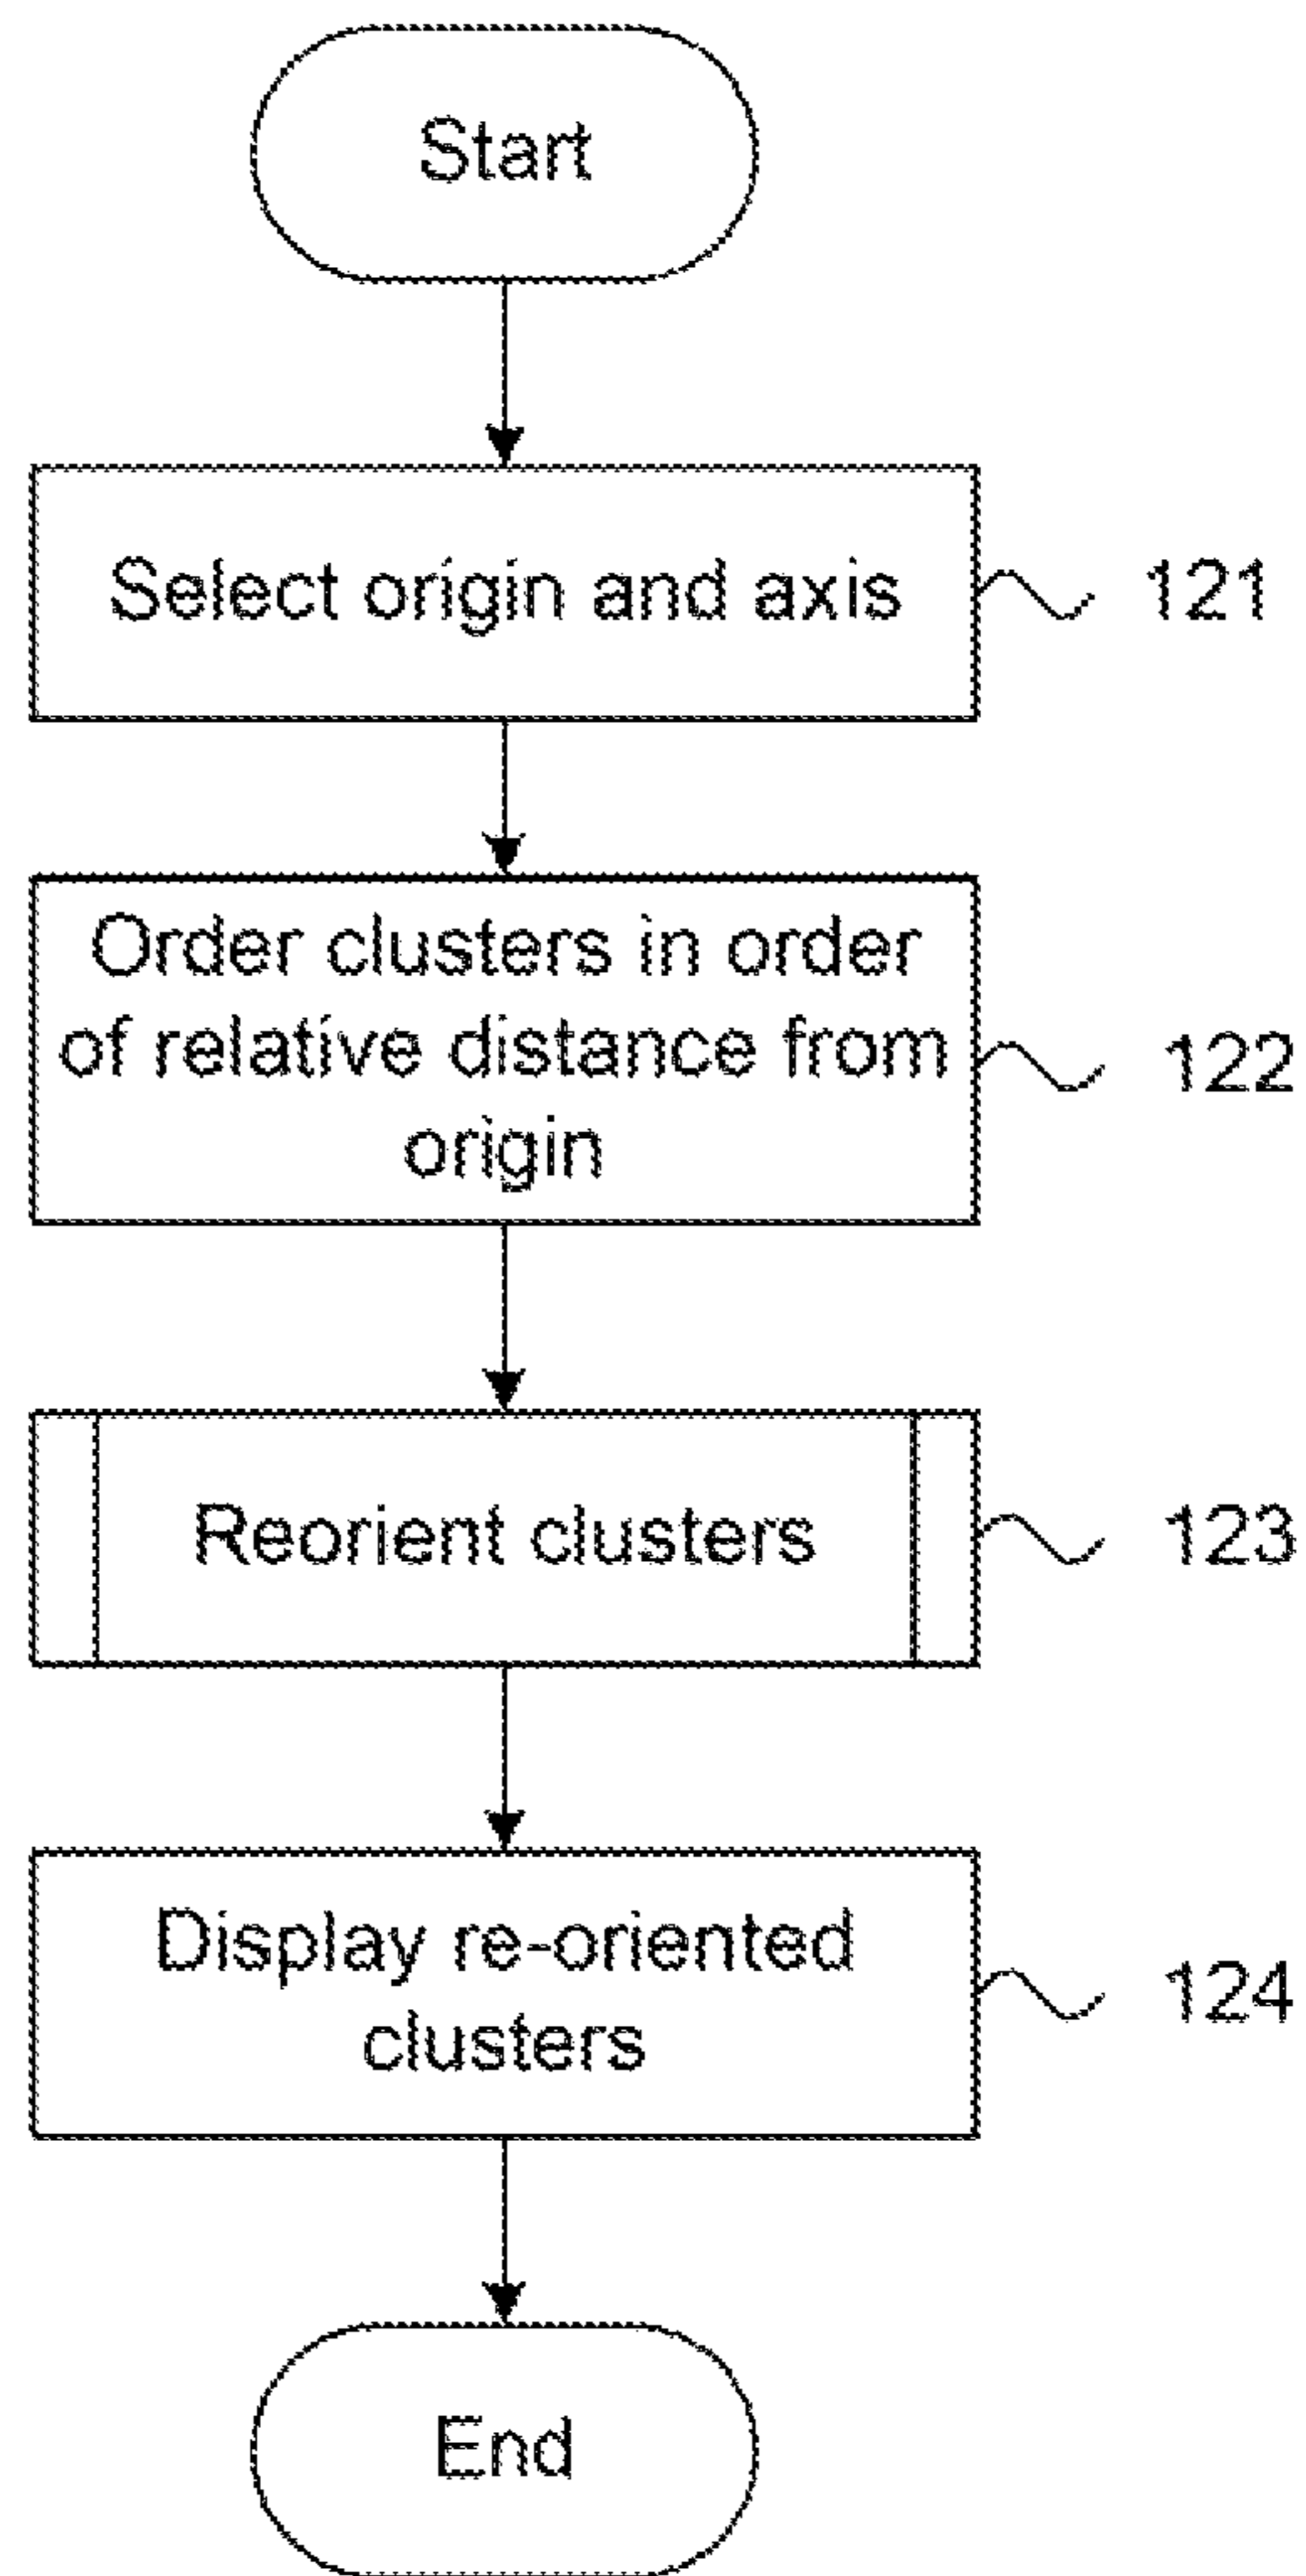 Start
Select origin and axis
121
Order clusters in order
of relative distance from
origin
122
Reorient clusters
123
Display re-oriented
clusters
124
End